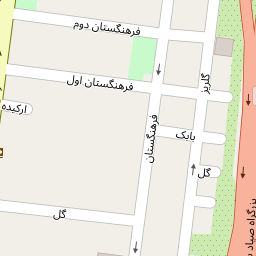 فرهنگستان دوم
گلریز
فرهنگستان اول
ارکیده
بابک
فرهنگستان
گل
گل
بزرگراه صیاد